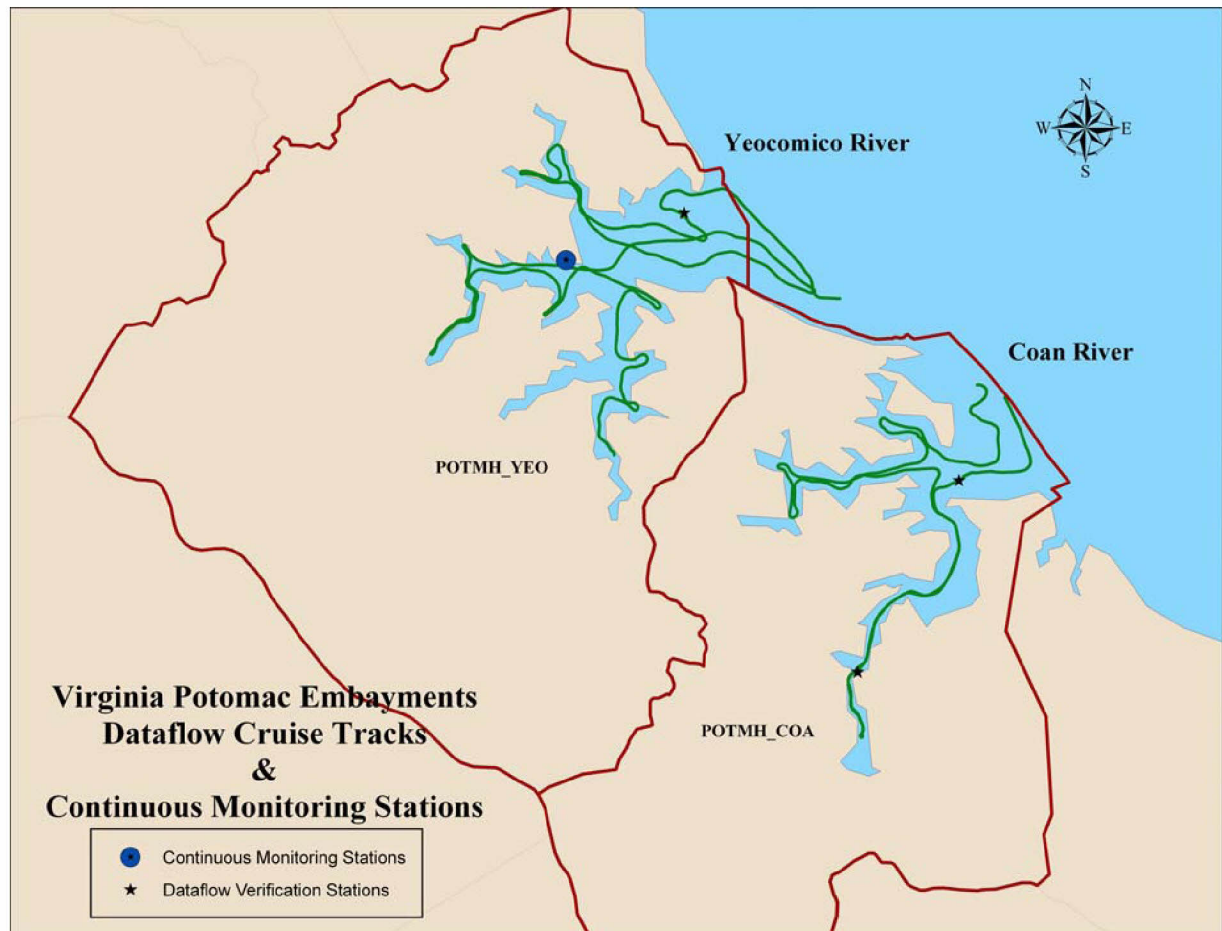 N
W E
S
Yeocomico River
Coan River
POTMH_YEO
POTMH_COA
Virginia Potomac Embayments
Dataflow Cruise Tracks
&
Continuous Monitoring Stations
Continuous Monitoring Stations
Dataflow Verification Stations